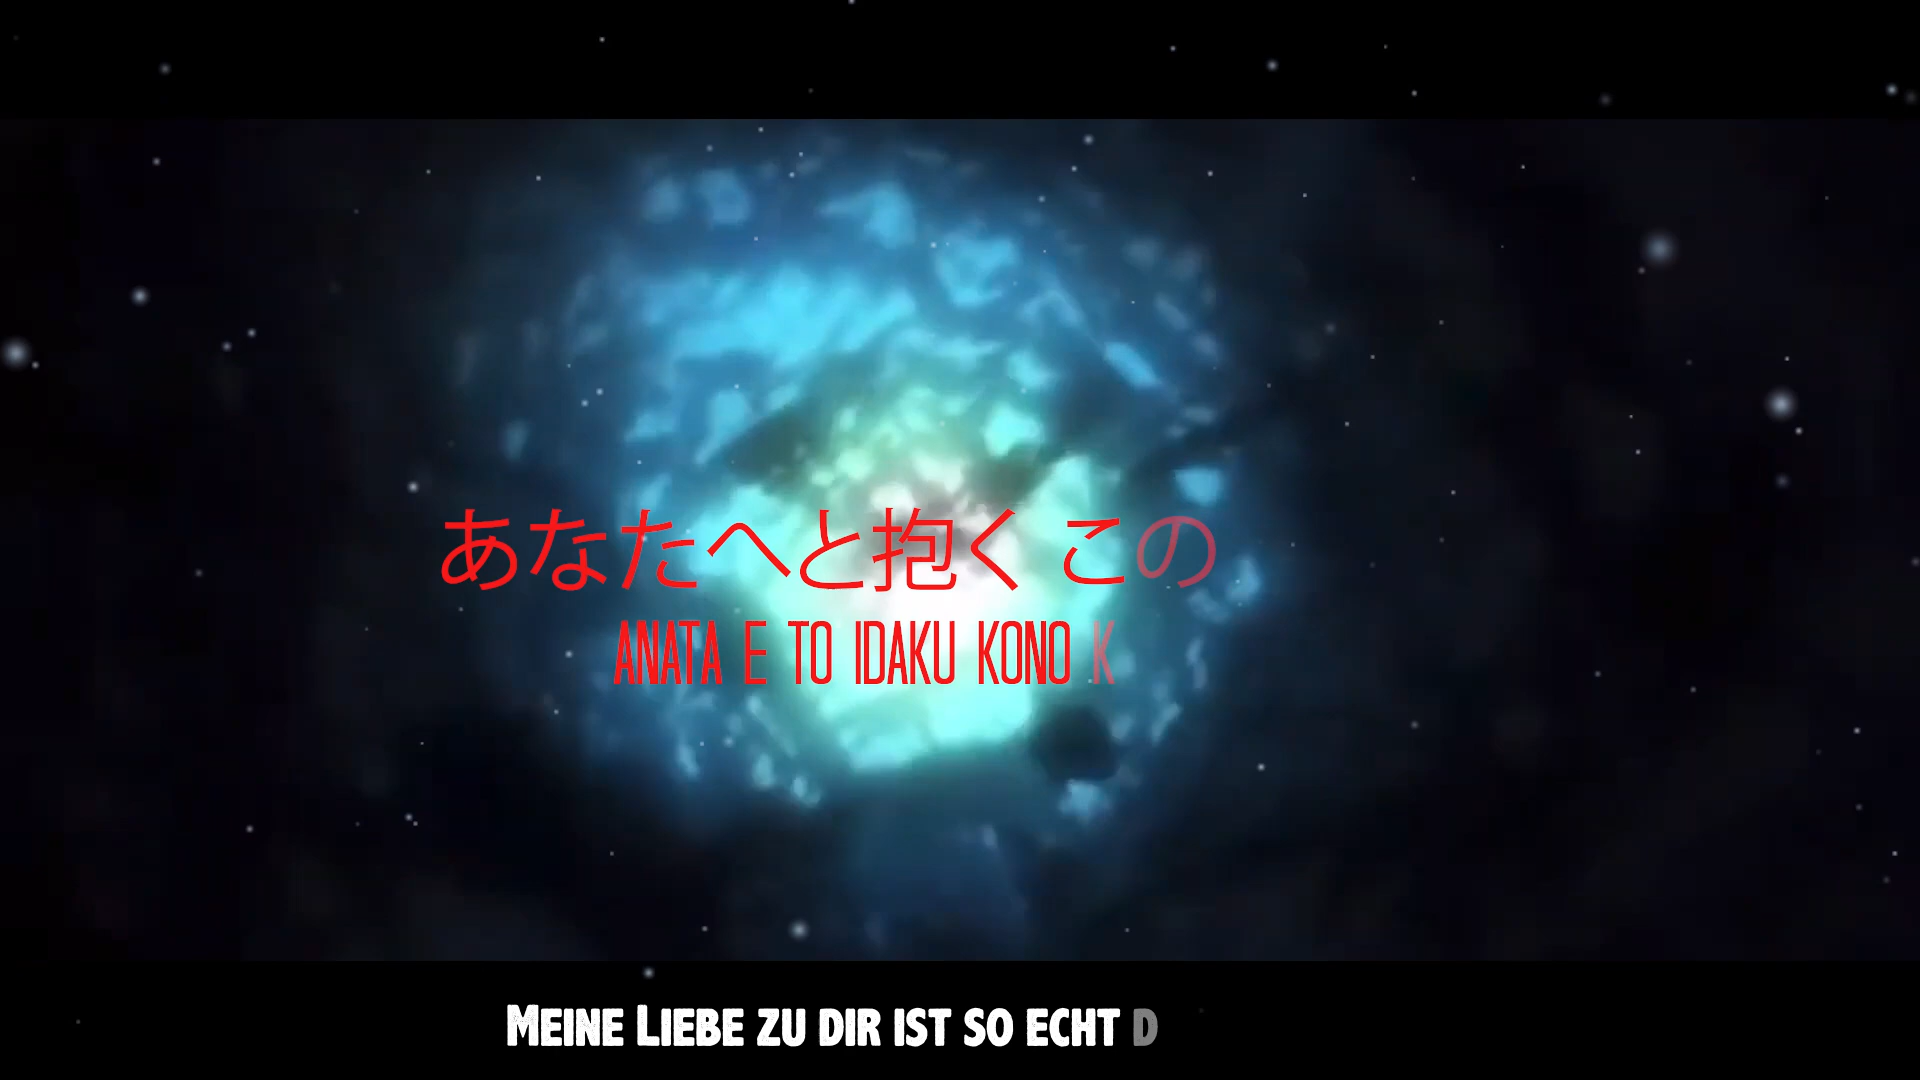 あなたへと抱く この
ANATA E TO IDAKU KONO K
MEINE LIEBE ZU DIR IST SO ECHT D